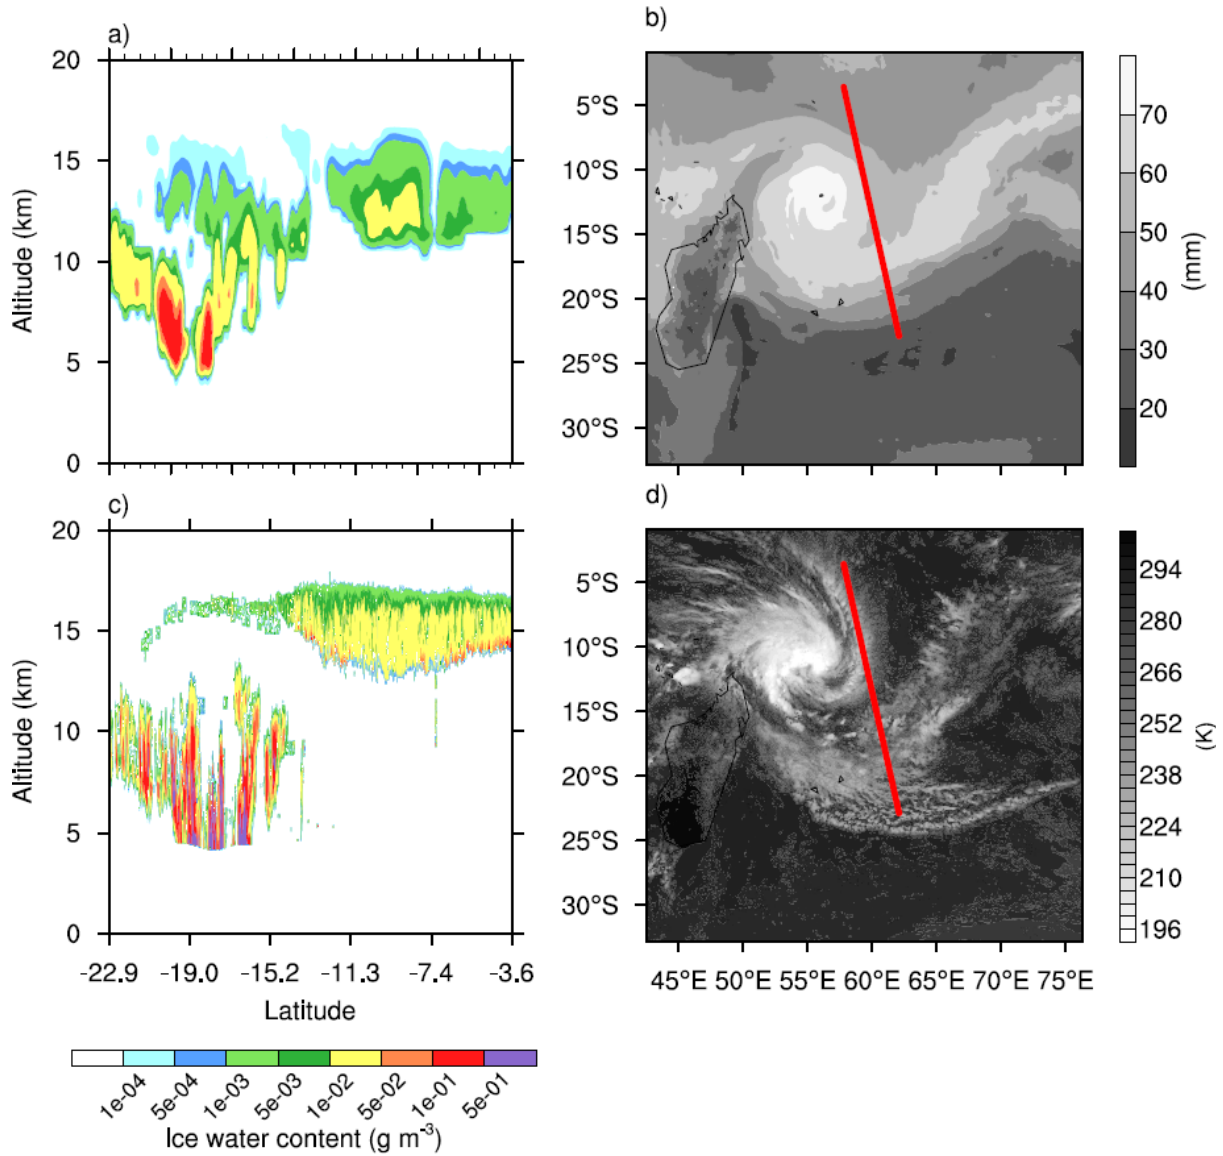 a)
20
15
10
5
0
Altitude (km)
b)
5°S
10°S
15°S
20°S
25°S
30°S
70
60
50
40
30
20
(mm)
c)
20
15
10
5
0
Altitude (km)
-22.9 -19.0 -15.2 -11.3 -7.4 -3.6
Latitude
d)
5°S
10°S
15°S
20°S
25°S
30°S
45°E 50°E 55°E 60°E 65°E 70°E 75°E
294
280
266
252
238
224
210
196
(K)
1e-04 5e-04 1e-03 5e-03 1e-02 5e-02 1e-01 5e-01
Ice water content (g m⁻³)